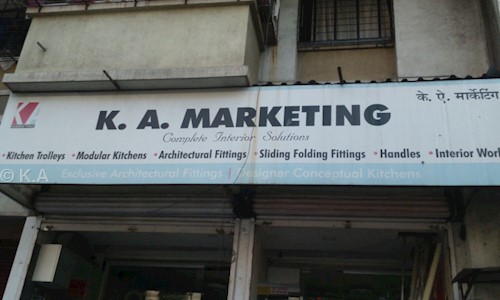 K. A. MARKETING
के. ऐ. मार्केटिंग
Complete Interior Solutions
• Kitchen Trolleys • Modular Kitchens • Architectural Fittings • Sliding Folding Fittings • Handles • Interior Work
Exclusive Architectural Fittings | Designer Conceptual Kitchens
© K.A